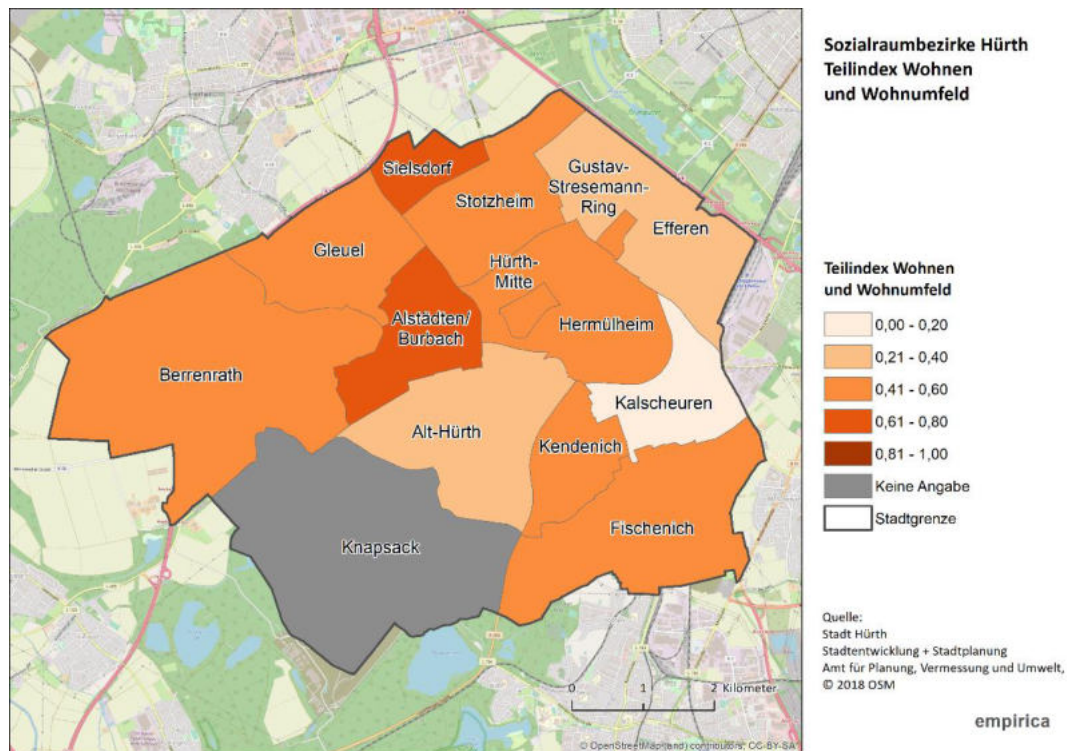 Sozialraumbezirke Hürth
Teilindex Wohnen
und Wohnumfeld
Sielsdorf
Gustav-
Stresemann-
Ring
Stotzheim
Efferen
Gleuel
Hürth-
Mitte
Alstädten/
Burbach
Hermülheim
Berrenrath
Kalscheuren
Alt-Hürth
Kendenich
Fischenich
Knapsack
Teilindex Wohnen
und Wohnumfeld
0,00 - 0,20
0,21 - 0,40
0,41 - 0,60
0,61 - 0,80
0,81 - 1,00
Keine Angabe
Stadtgrenze
Quelle:
Stadt Hürth
Stadtentwicklung + Stadtplanung
Amt für Planung, Vermessung und Umwelt,
© 2018 OSM
0 1 2 Kilometer
empirica
© OpenStreetMap (and) contributors, CC-BY-SA